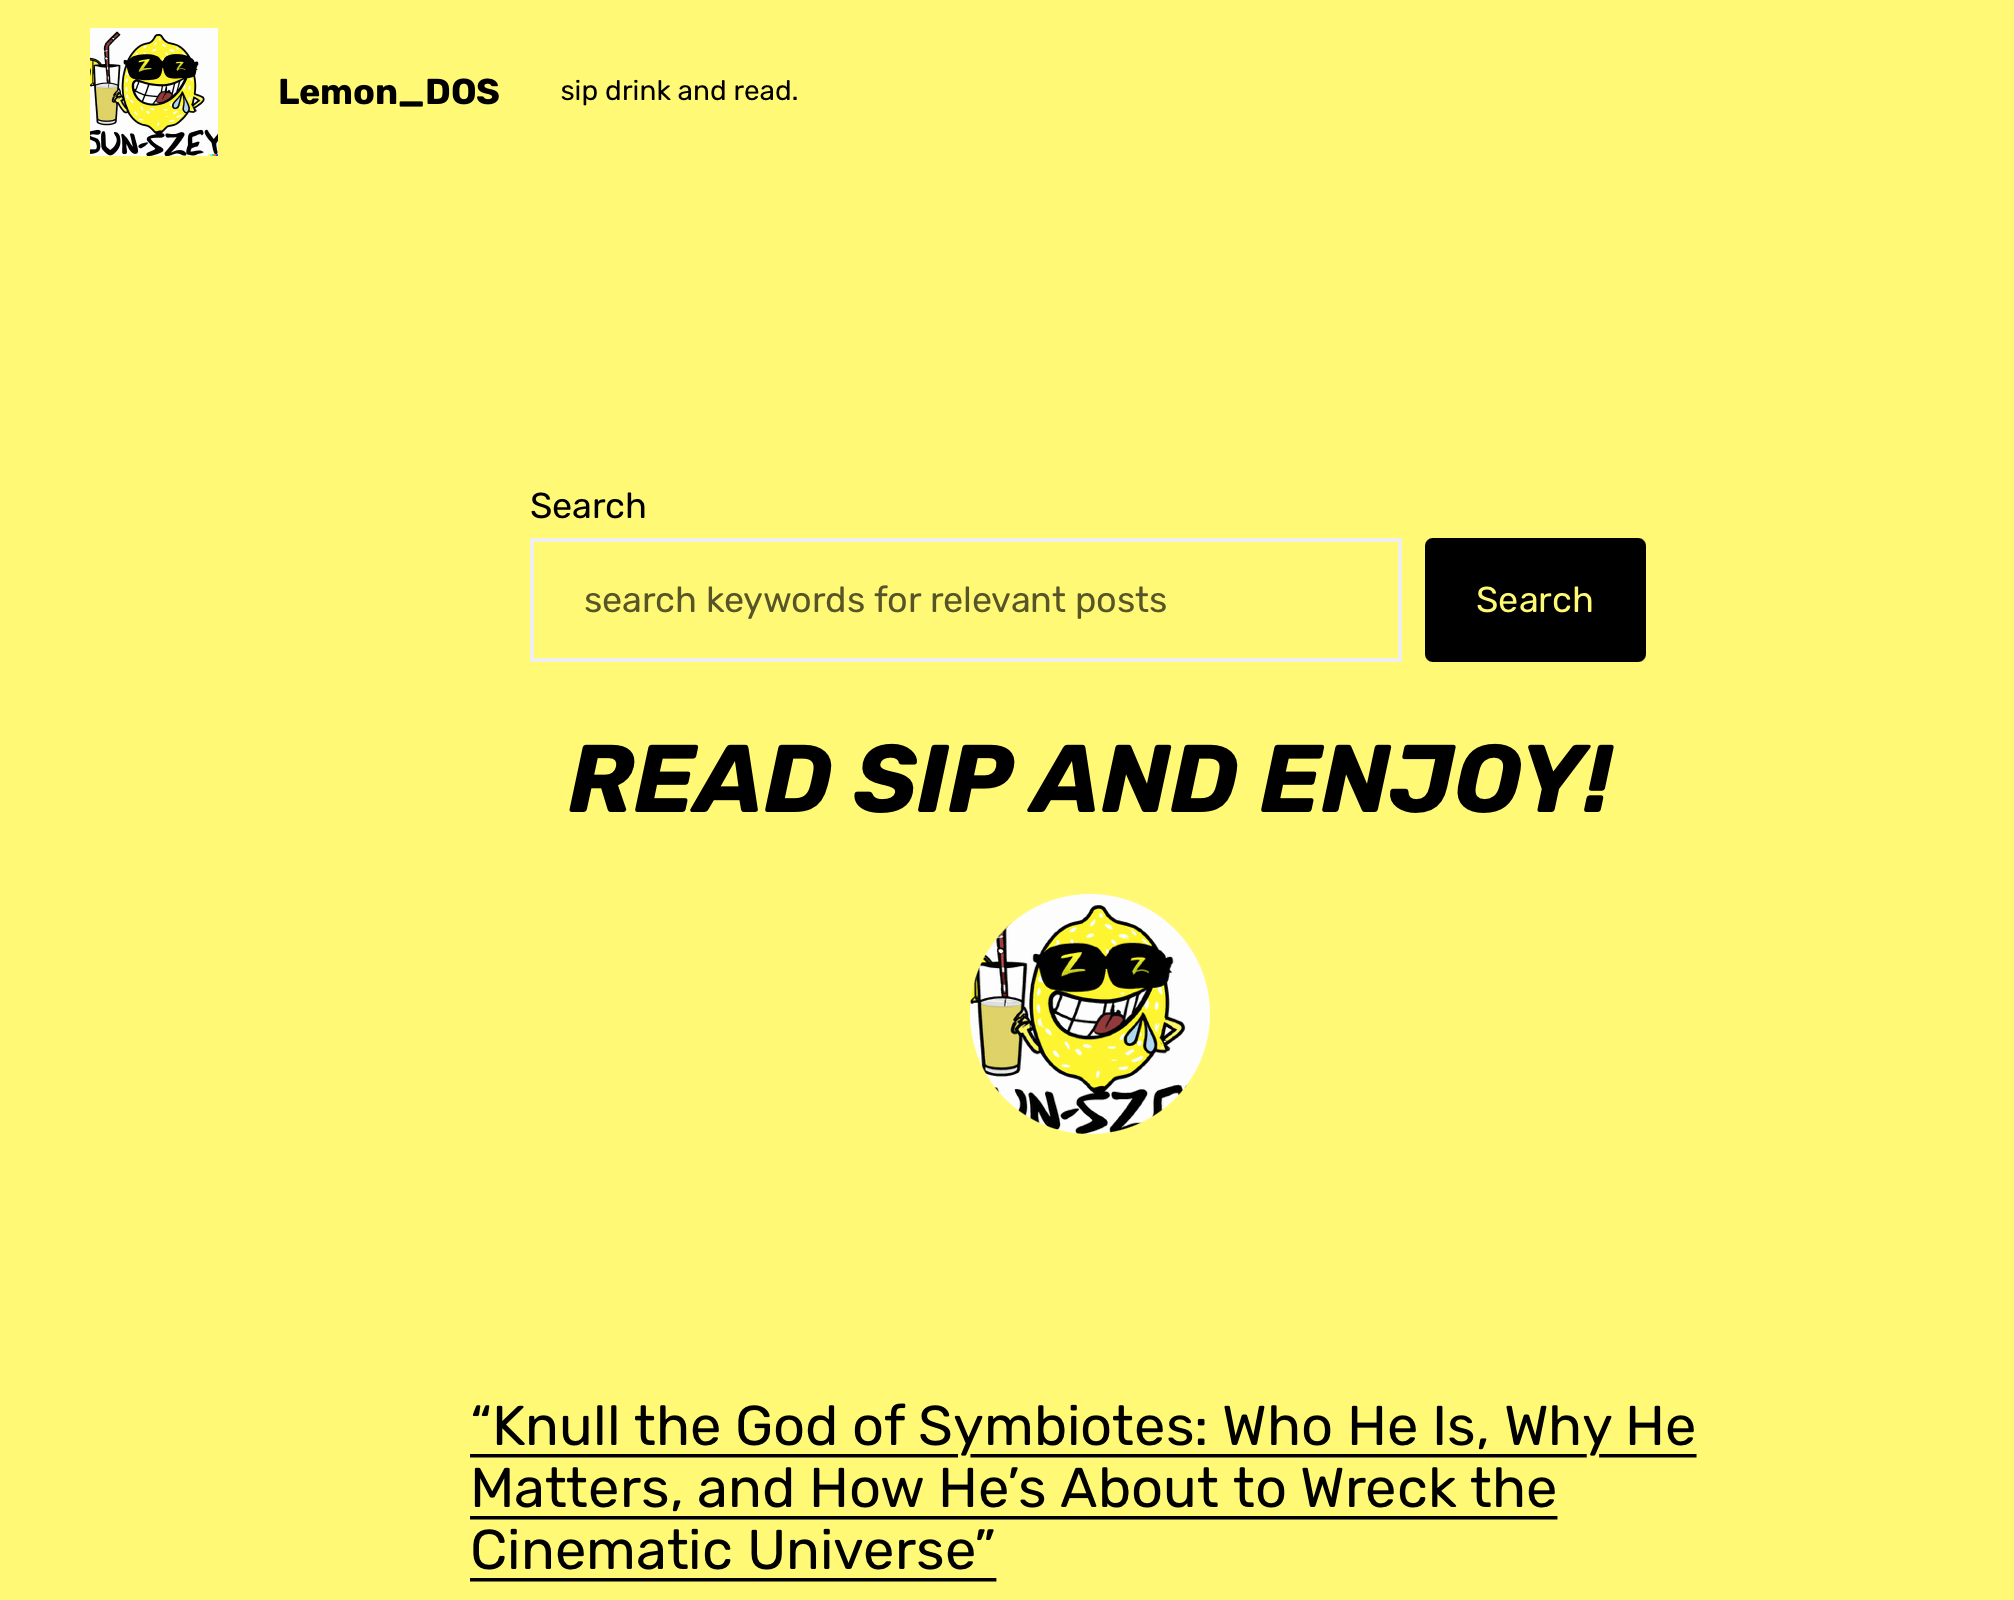 Z Z
SUN-SZEY
Lemon_DOS
sip drink and read.
Search
search keywords for relevant posts
Search
READ SIP AND ENJOY!
Z Z
UN-SZE
“Knull the God of Symbiotes: Who He Is, Why He
Matters, and How He’s About to Wreck the
Cinematic Universe”